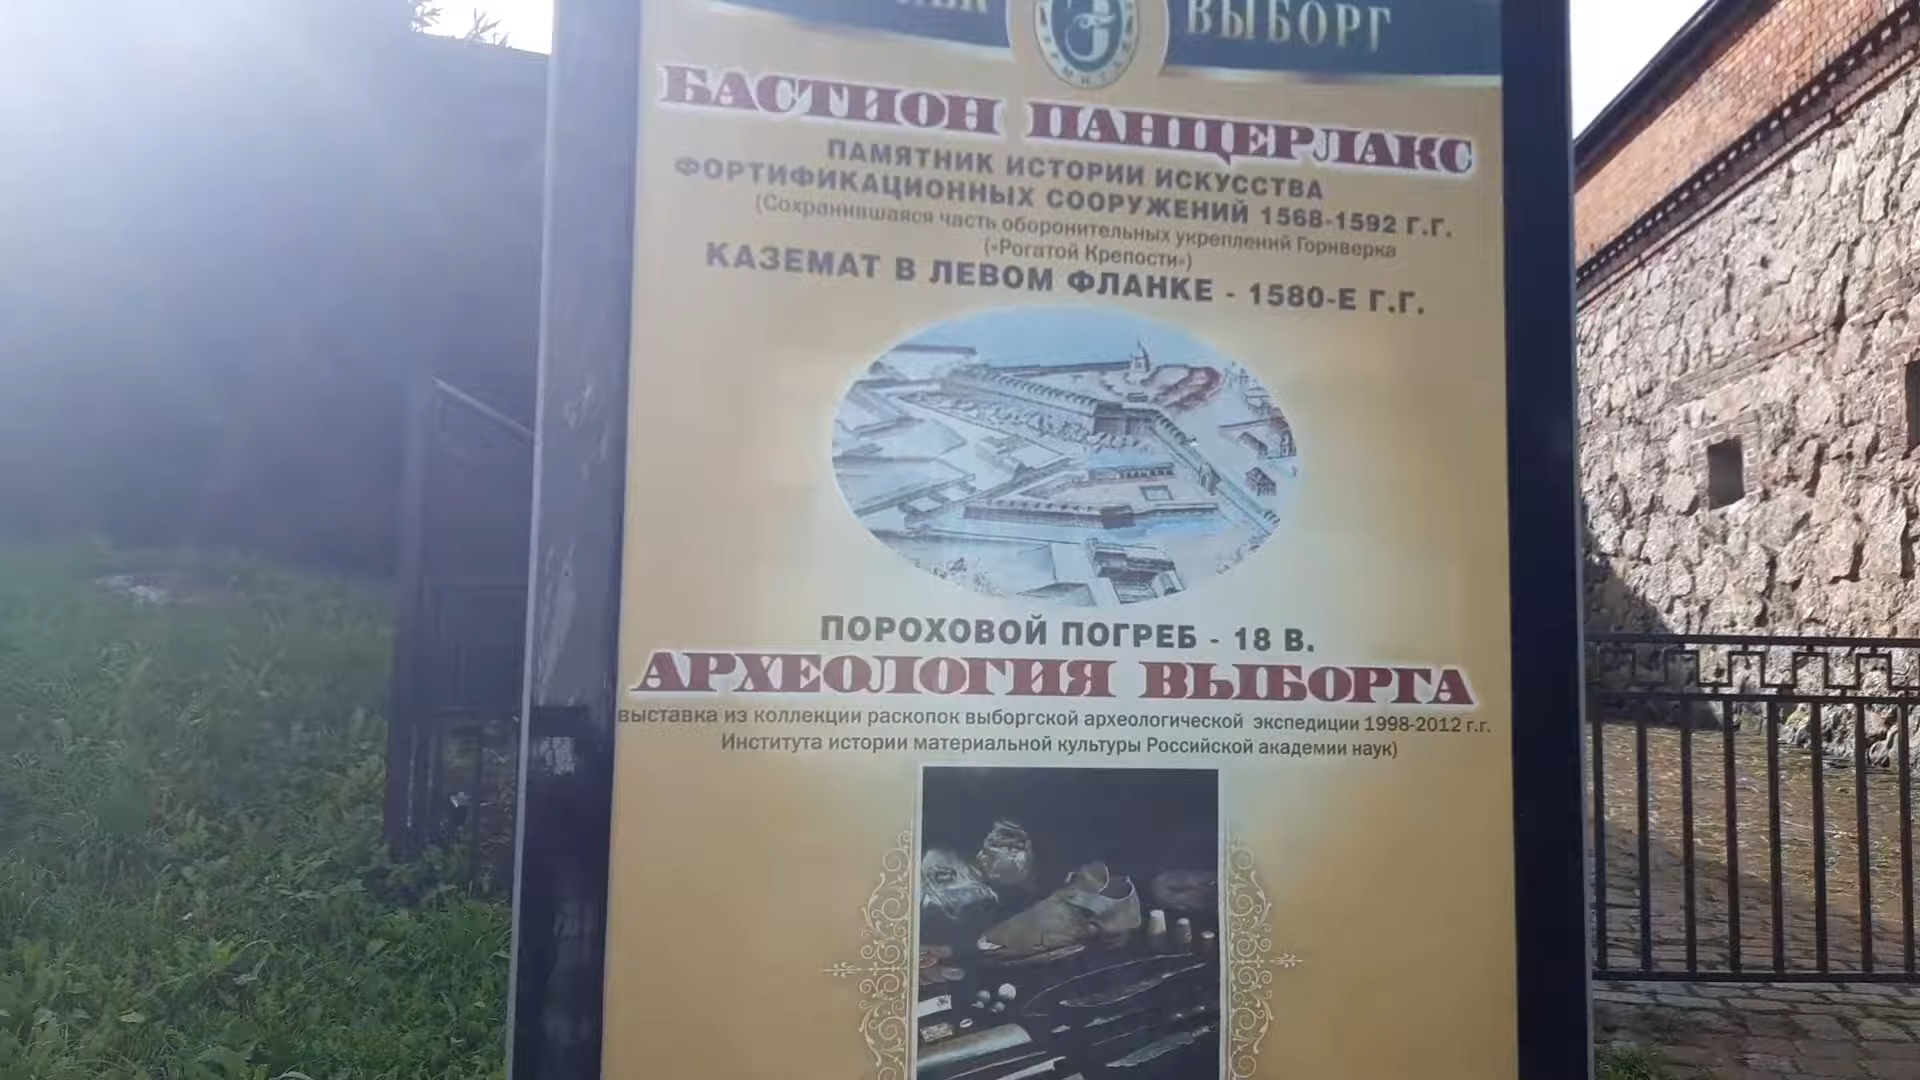 ВЫБОРГ
БАСТИОН ПАНЦЕРЛАКС
ПАМЯТНИК ИСТОРИИ ИСКУССТВА
ФОРТИФИКАЦИОННЫХ СООРУЖЕНИЙ 1568-1592 Г.Г.
(Сохранившаяся часть оборонительных укреплений Горнверка
(«Рогатой Крепости»)
КАЗЕМАТ В ЛЕВОМ ФЛАНКЕ - 1580-Е Г.Г.
ПОРОХОВОЙ ПОГРЕБ - 18 В.
АРХЕОЛОГИЯ ВЫБОРГА
выставка из коллекции раскопок выборгской археологической экспедиции 1998-2012 г.г.
Института истории материальной культуры Российской академии наук)